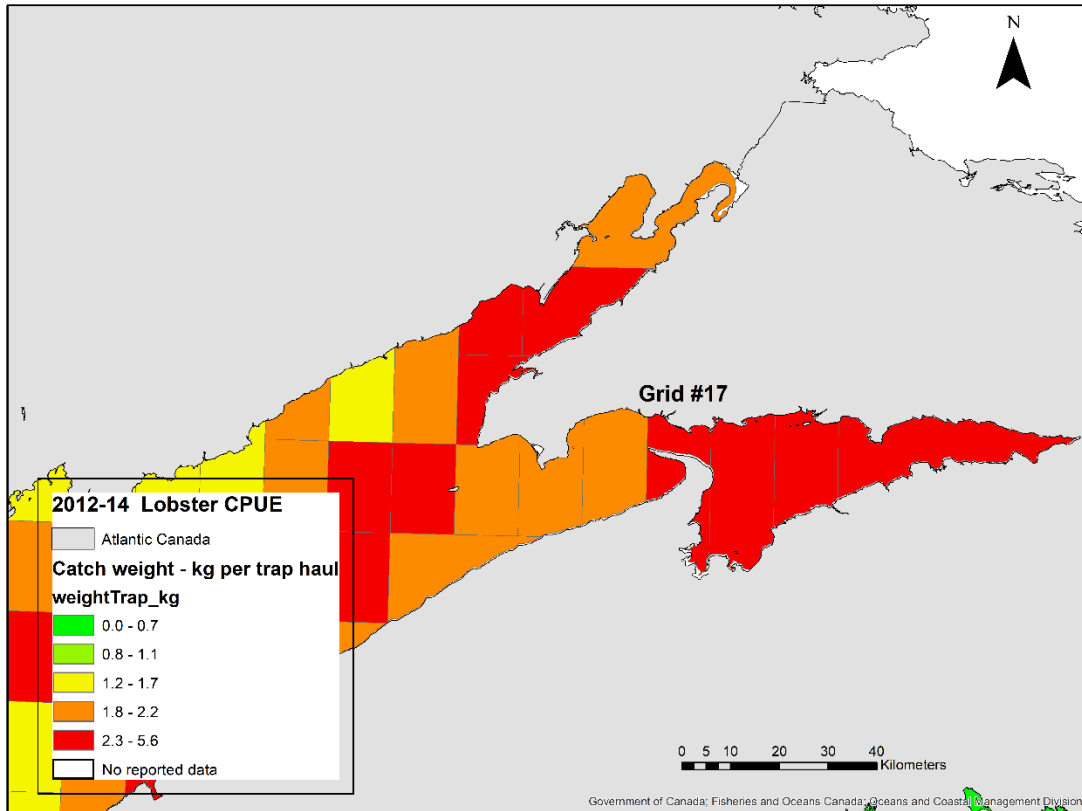 N
Grid #17
2012-14 Lobster CPUE
Atlantic Canada
Catch weight - kg per trap haul
weightTrap_kg
0.0 - 0.7
0.8 - 1.1
1.2 - 1.7
1.8 - 2.2
2.3 - 5.6
No reported data
0 5 10 20 30 40
Kilometers
Government of Canada; Fisheries and Oceans Canada; Oceans and Coastal Management Division